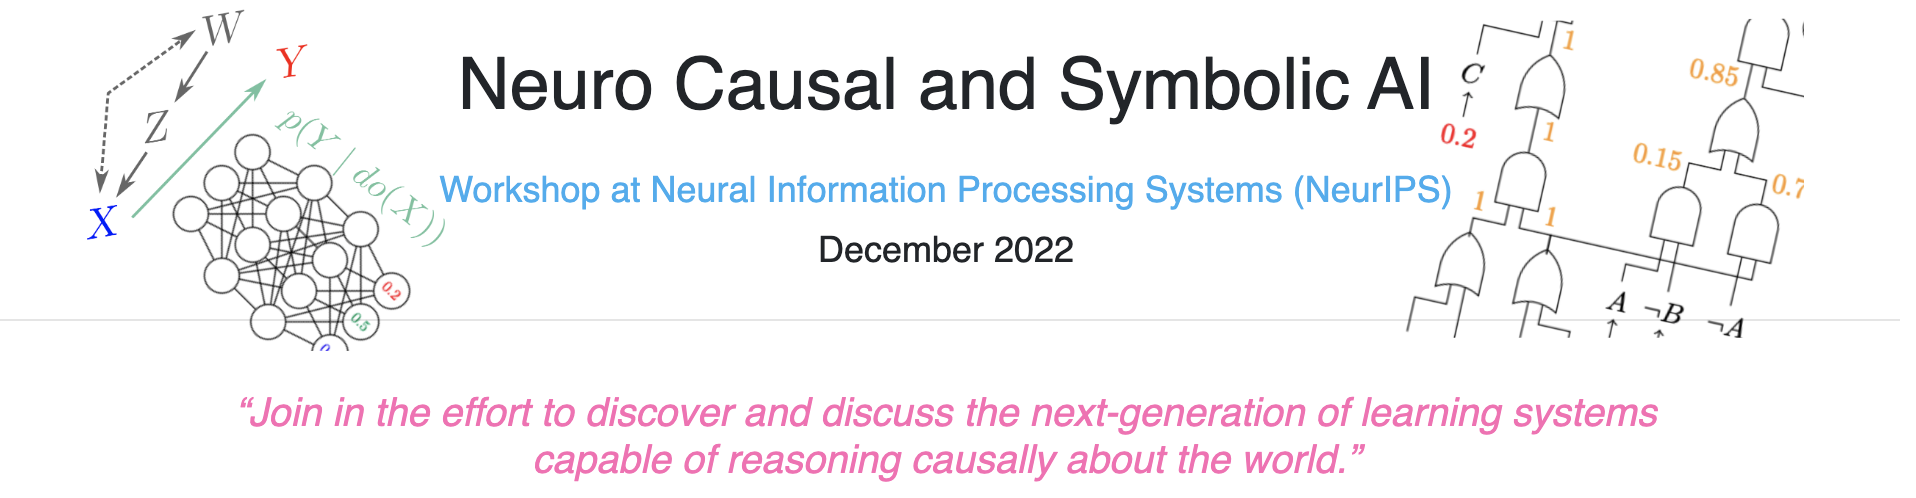 W
Y
Z
X
p(Y | do(X))
0.2
0.5
Neuro Causal and Symbolic AI
Workshop at Neural Information Processing Systems (NeurIPS)
December 2022
1
C
0.2
1
1
1
0.85
0.15
0.7
A ¬B ¬A
“Join in the effort to discover and discuss the next-generation of learning systems
capable of reasoning causally about the world.”